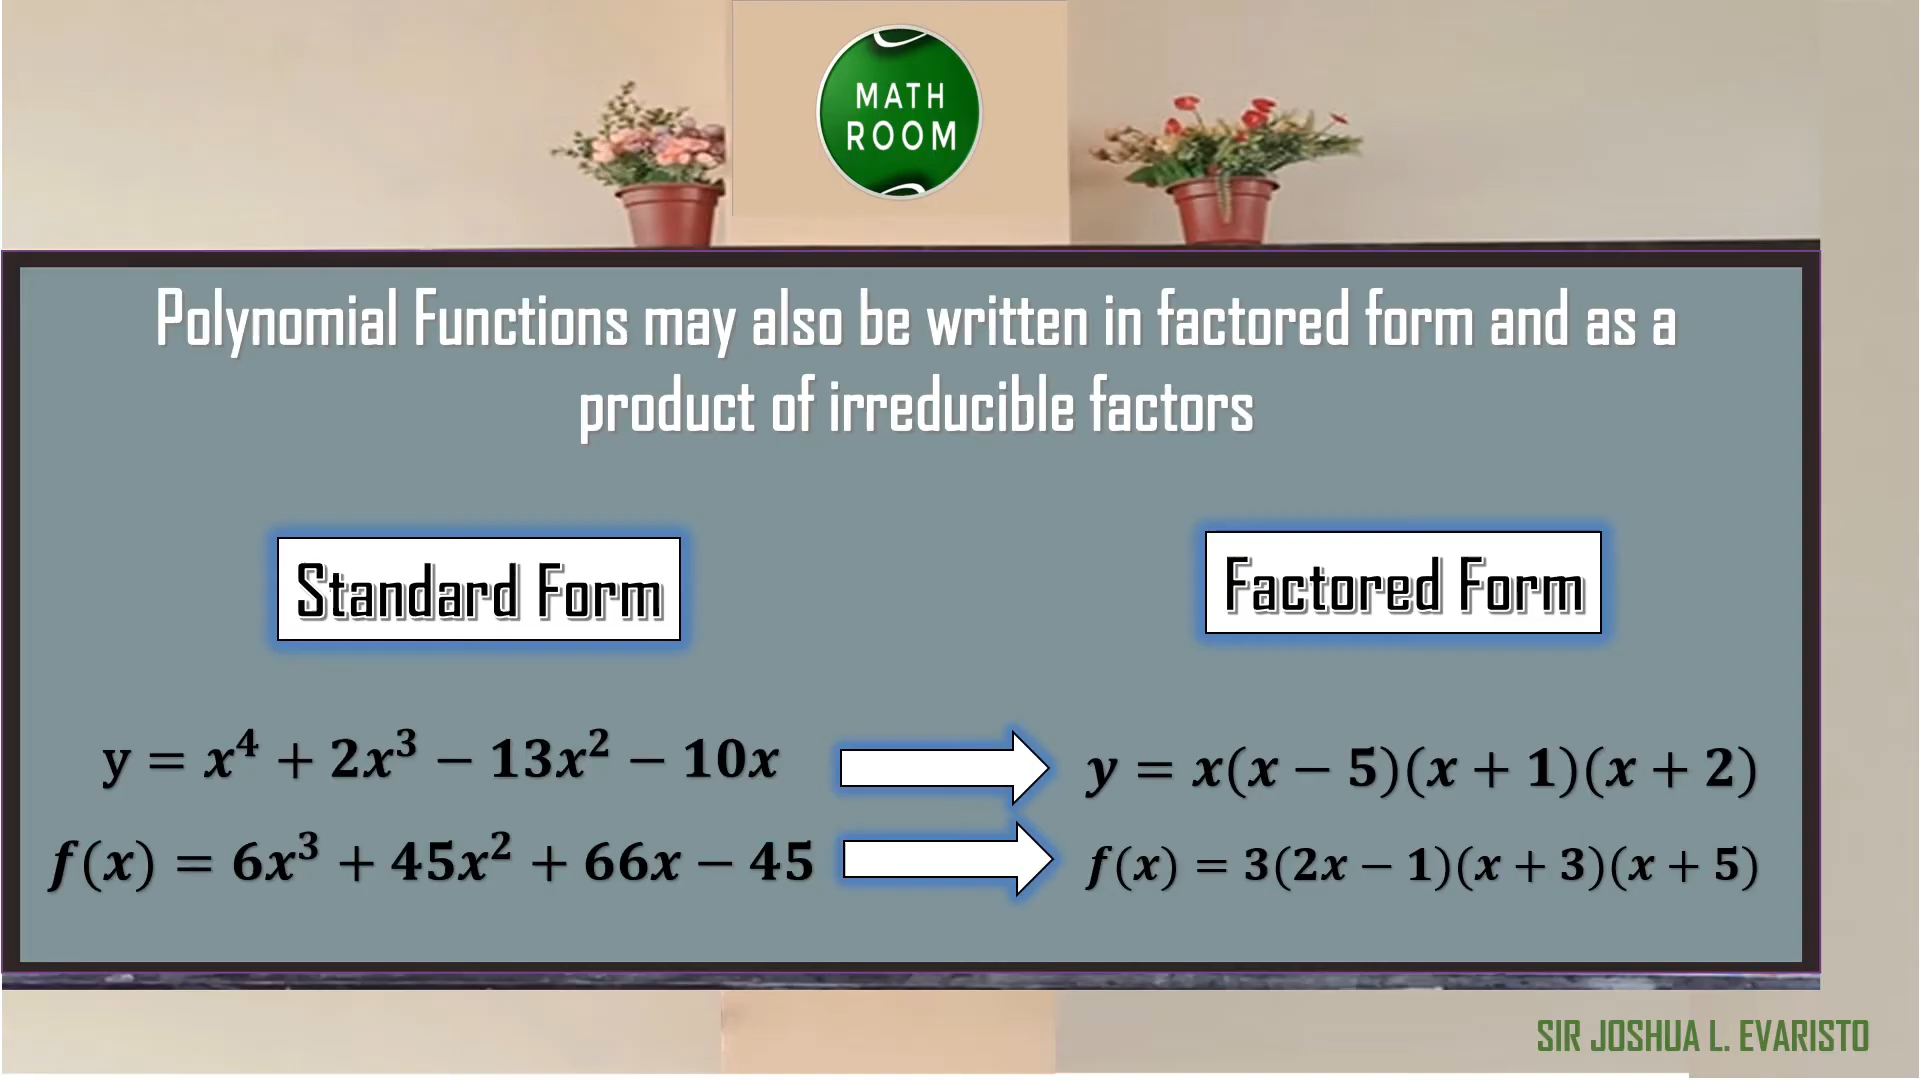 MATH
ROOM
Polynomial Functions may also be written in factored form and as a
product of irreducible factors
Standard Form
Factored Form
y = x⁴ + 2x³ − 13x² − 10x
y = x(x − 5)(x + 1)(x + 2)
f(x) = 6x³ + 45x² + 66x − 45
f(x) = 3(2x − 1)(x + 3)(x + 5)
SIR JOSHUA L. EVARISTO